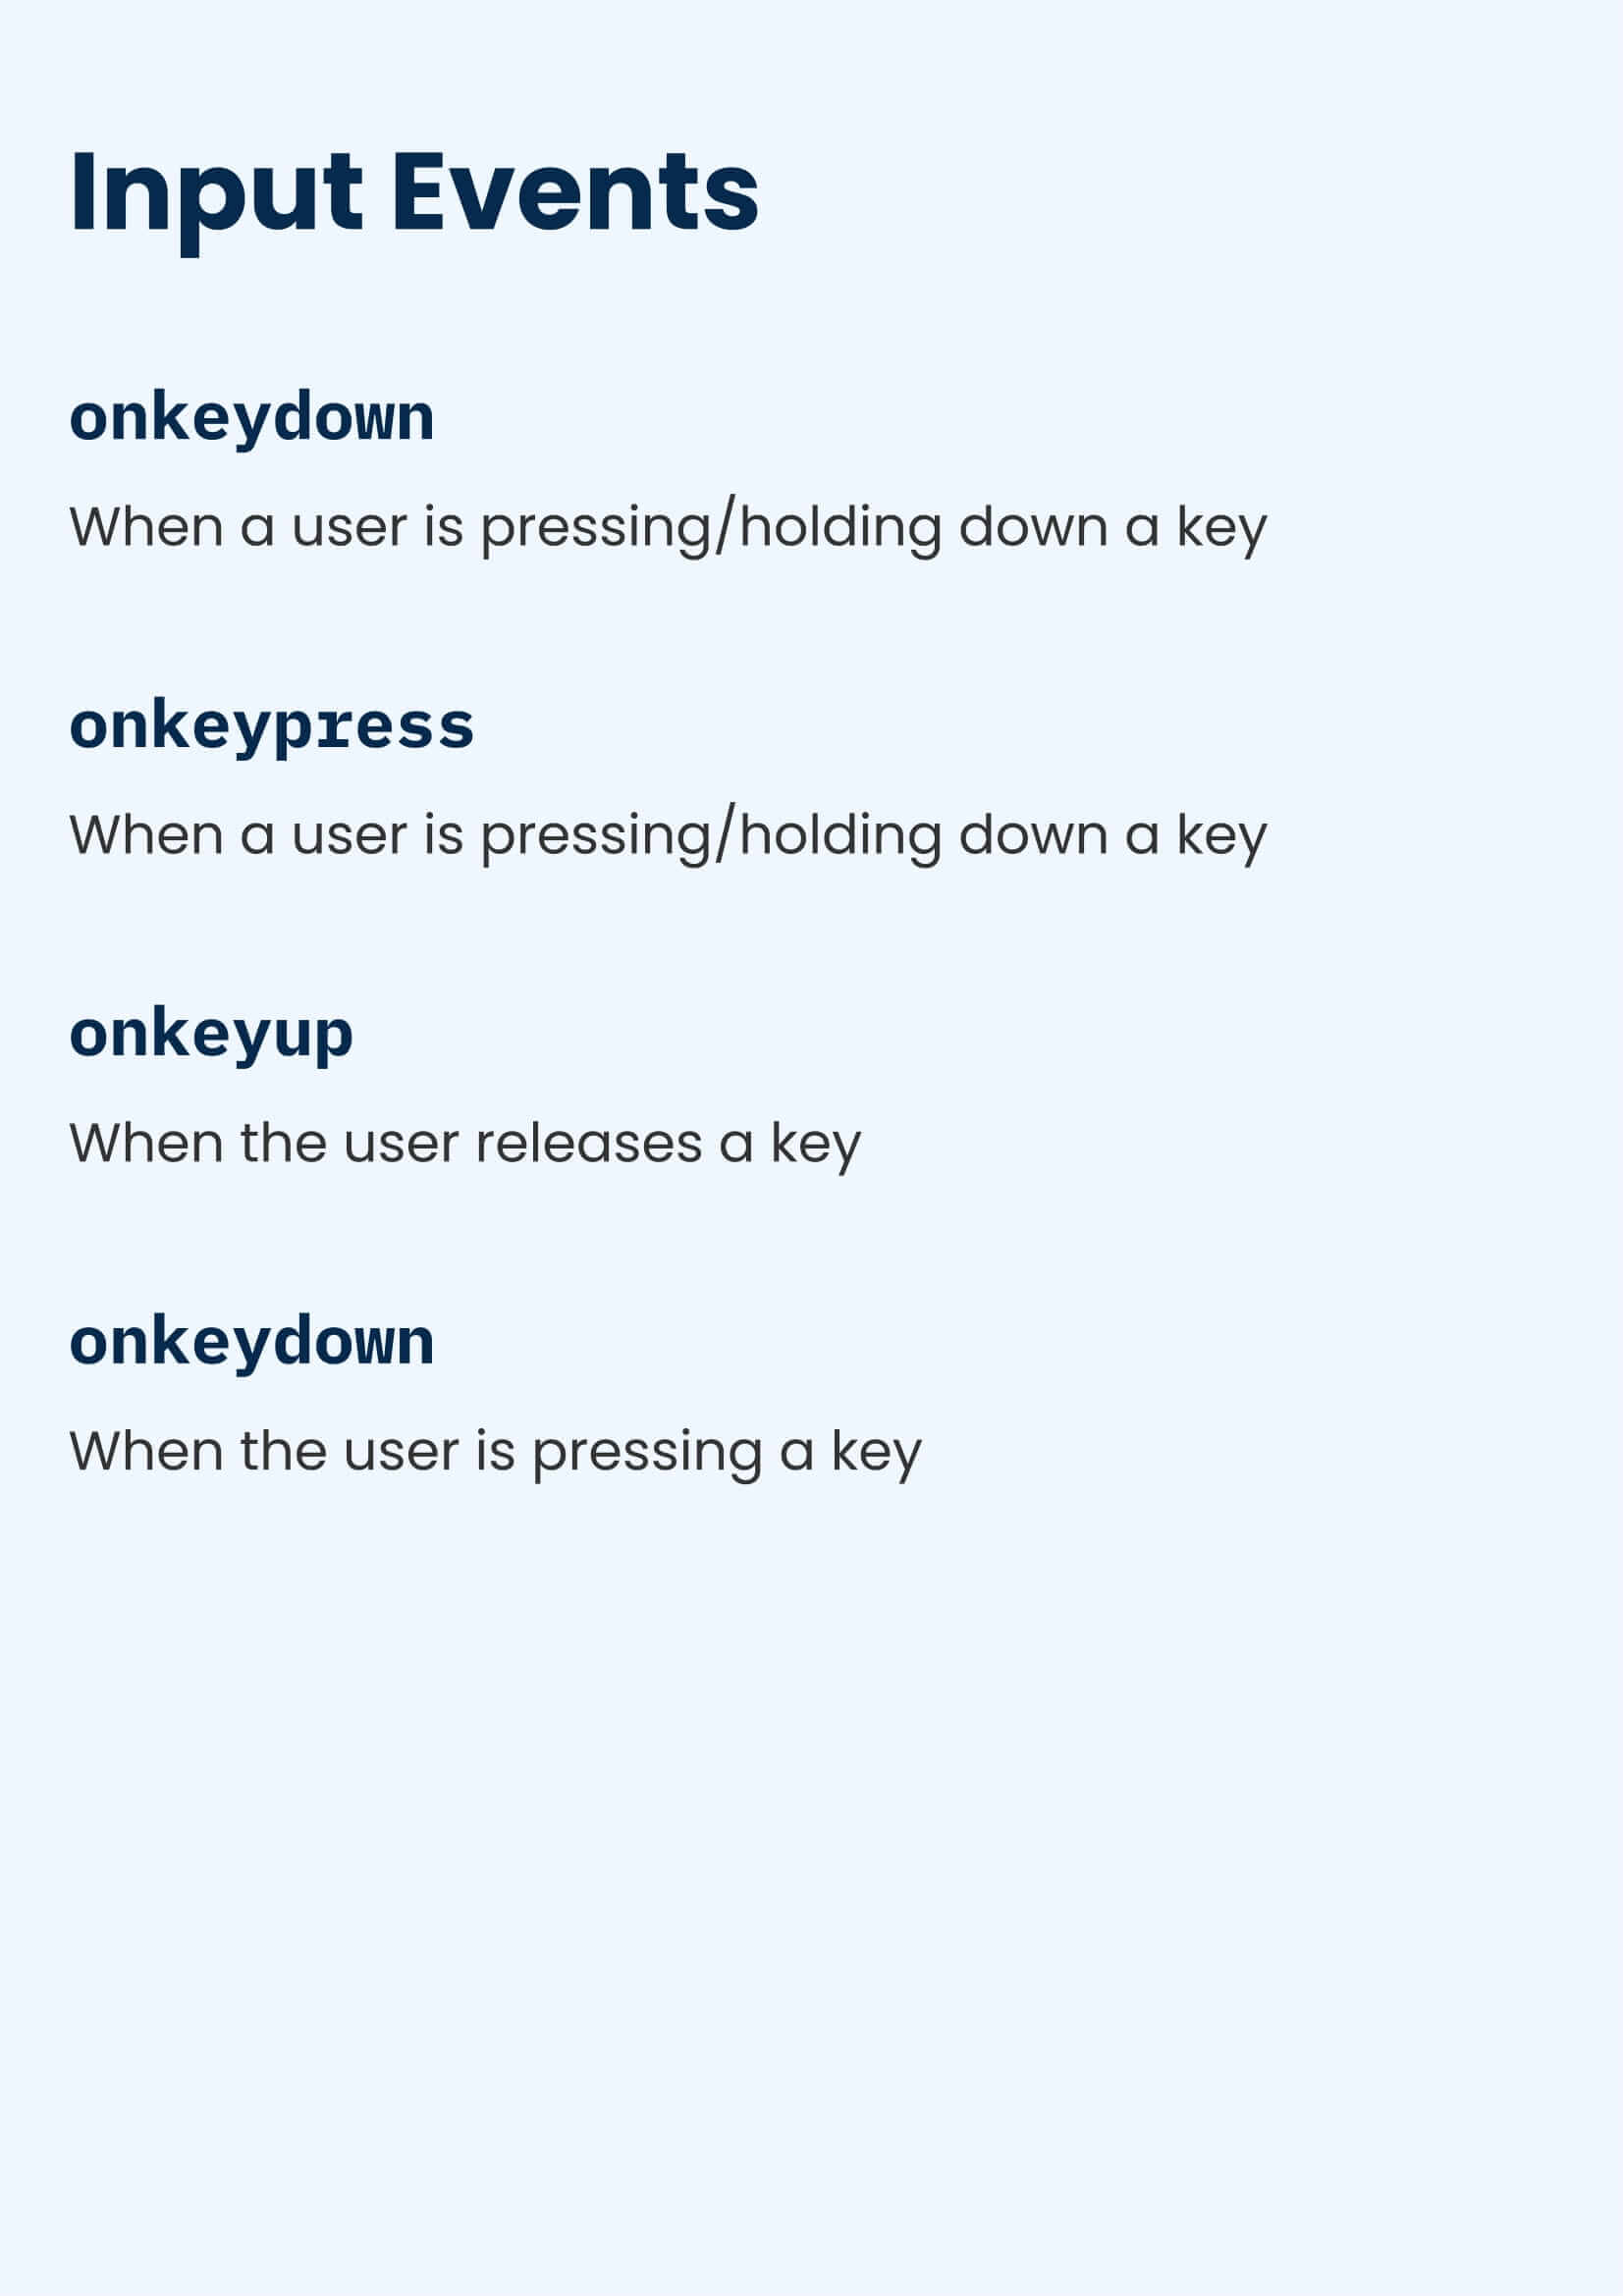 Input Events
onkeydown
When a user is pressing/holding down a key
onkeypress
When a user is pressing/holding down a key
onkeyup
When the user releases a key
onkeydown
When the user is pressing a key